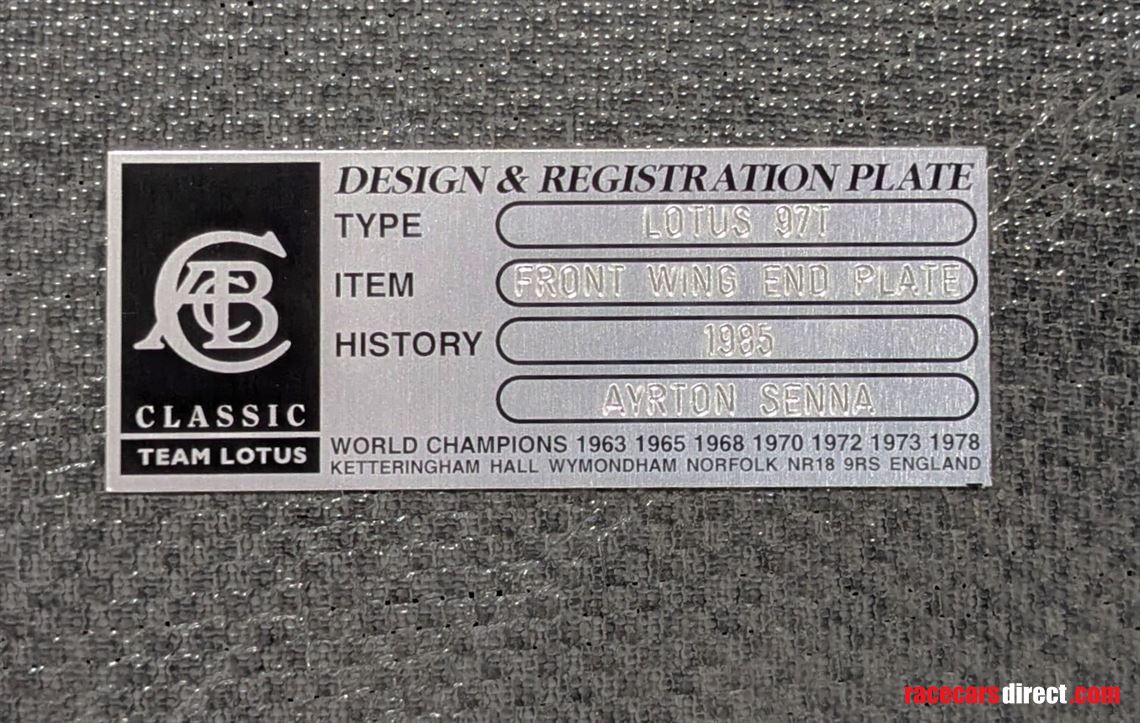 DESIGN & REGISTRATION PLATE
TYPE LOTUS 97T
ITEM FRONT WING END PLATE
HISTORY 1985
AYRTON SENNA
ACBC
CLASSIC
TEAM LOTUS
WORLD CHAMPIONS 1963 1965 1968 1970 1972 1973 1978
KETTERINGHAM HALL WYMONDHAM NORFOLK NR18 9RS ENGLAND
racecarsdirect.com